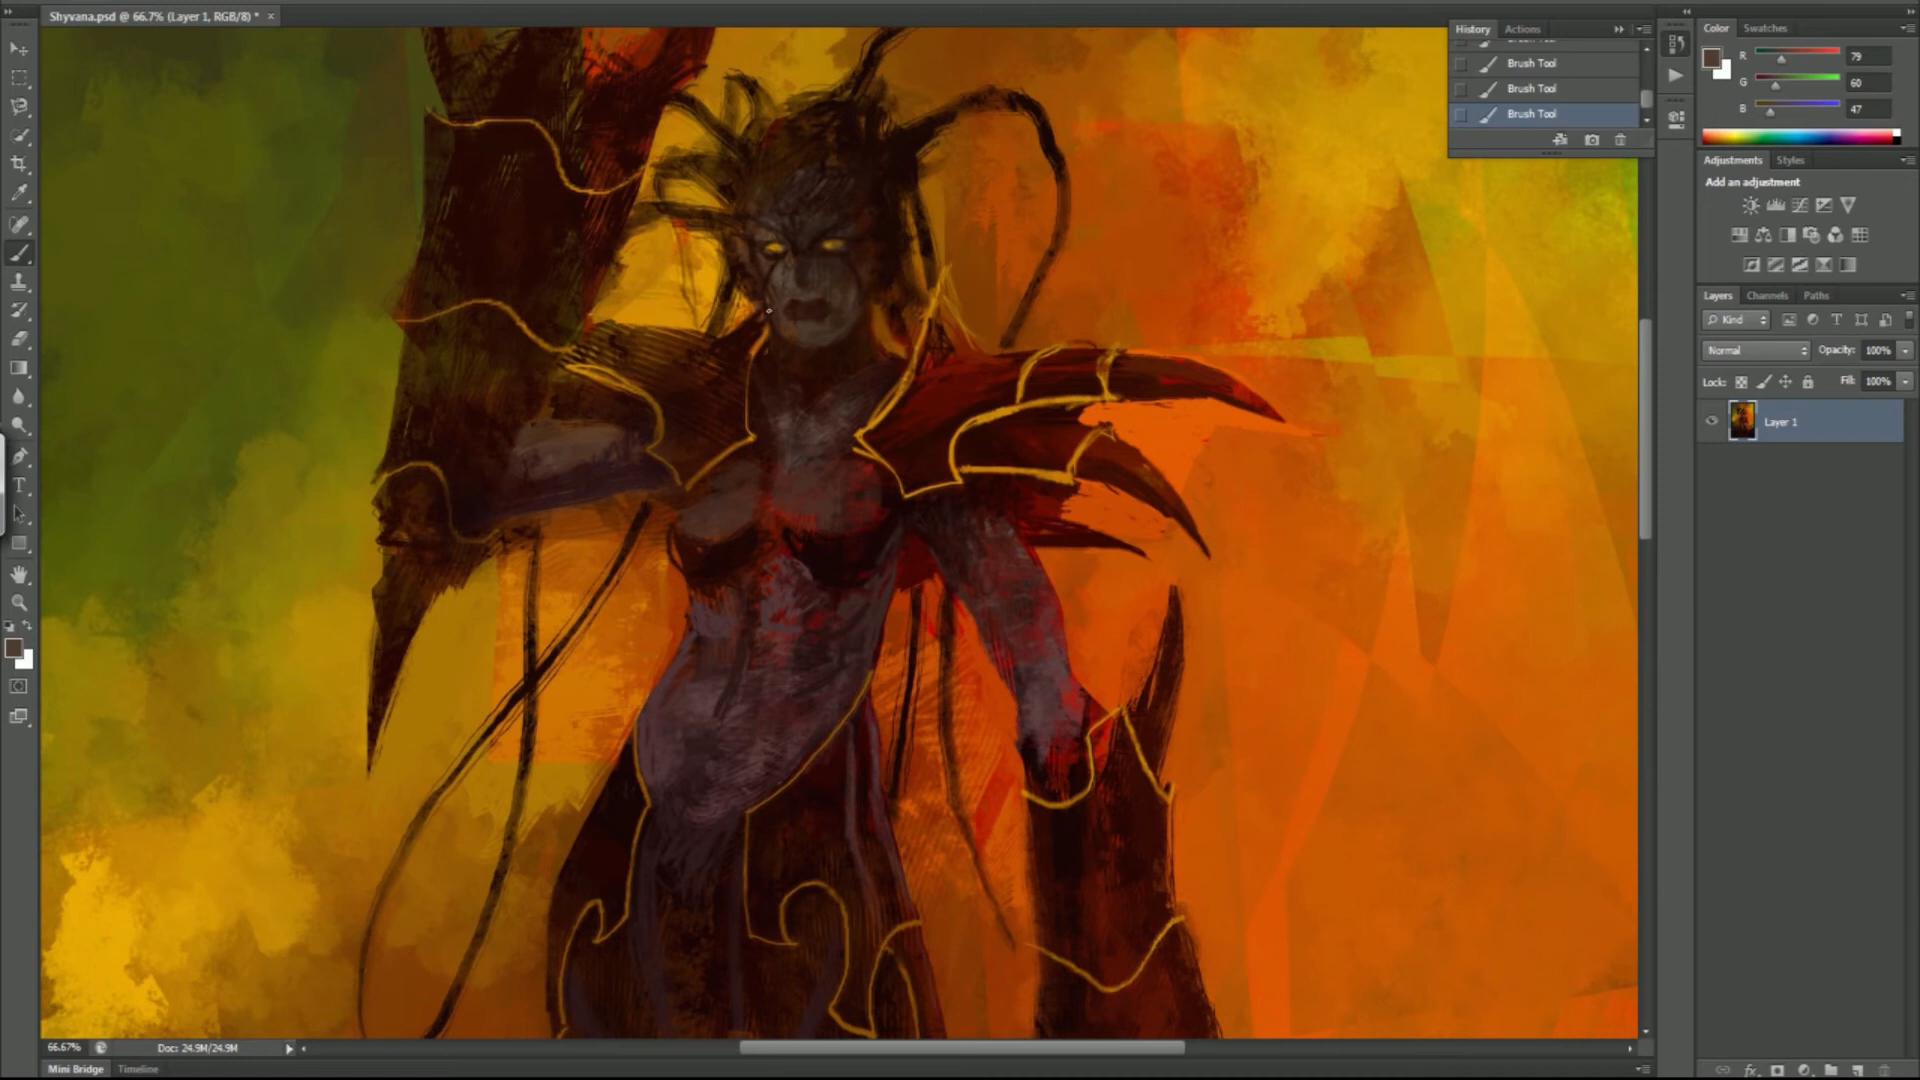 Shyvana.psd @ 66.7% (Layer 1, RGB/8) *
History Actions
Brush Tool
Brush Tool
Brush Tool
Color Swatches
R 79
G 60
B 47
Adjustments Styles
Add an adjustment
Layers Channels Paths
Kind
Normal Opacity: 100%
Lock: Fill: 100%
Layer 1
66.67% Doc: 24.9M/24.9M
Mini Bridge Timeline